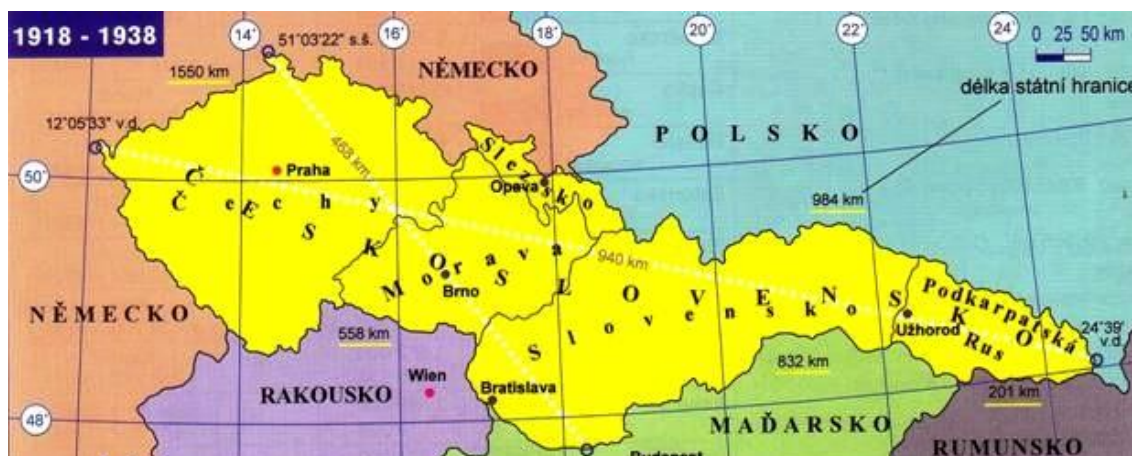 1918 - 1938
14'
51°03'22" s.š.
16'
18'
20'
22'
24'
0 25 50 km
1550 km
NĚMECKO
délka státní hranice
12°05'33" v.d.
POLSKO
468 km
Slezsko
50'
Praha
Opava
Čechy
984 km
ČESKOSLOVENSKO
Morava
940 km
Brno
Slovensko
Podkarpatská
Rus
Užhorod
24°39'
v.d.
NĚMECKO
558 km
832 km
Wien
RAKOUSKO
Bratislava
201 km
48'
MAĎARSKO
RUMUNSKO
Budapest